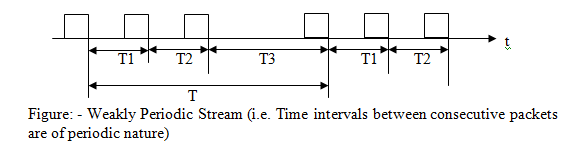 t
T1 T2 T3 T1 T2
T
Figure: - Weakly Periodic Stream (i.e. Time intervals between consecutive packets
are of periodic nature)